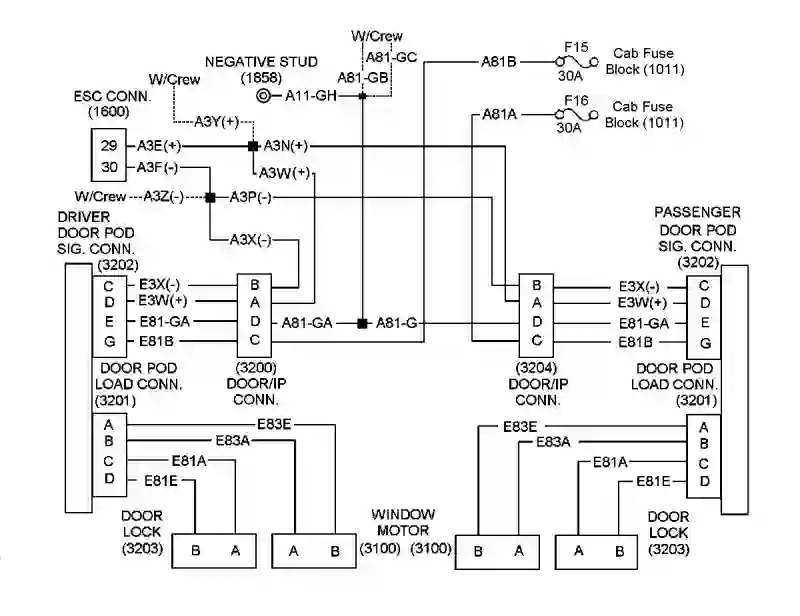 W/Crew
A81-GC
A81-GB
NEGATIVE STUD
(1858)
A11-GH
W/Crew
A3Y(+)
ESC CONN.
(1600)
29
A3E(+)
A3N(+)
30
A3F(-)
A3W(+)
W/Crew
A3Z(-)
A3P(-)
A3X(-)
A81B
F15
30A
Cab Fuse
Block (1011)
A81A
F16
30A
Cab Fuse
Block (1011)
DRIVER
DOOR POD
SIG. CONN.
(3202)
C
E3X(-)
B
D
E3W(+)
A
E
E81-GA
D
A81-GA
A81-G
G
E81B
C
(3200)
DOOR/IP
CONN.
DOOR POD
LOAD CONN.
(3201)
A
E83E
B
E83A
C
E81A
D
E81E
DOOR
LOCK
(3203)
B
A
A
B
WINDOW
MOTOR
(3100)
(3100)
PASSENGER
DOOR POD
SIG. CONN.
(3202)
B
E3X(-)
C
A
E3W(+)
D
D
E81-GA
E
C
E81B
G
(3204)
DOOR/IP
CONN.
DOOR POD
LOAD CONN.
(3201)
E83E
A
E83A
B
E81A
C
E81E
D
B
A
A
B
DOOR
LOCK
(3203)